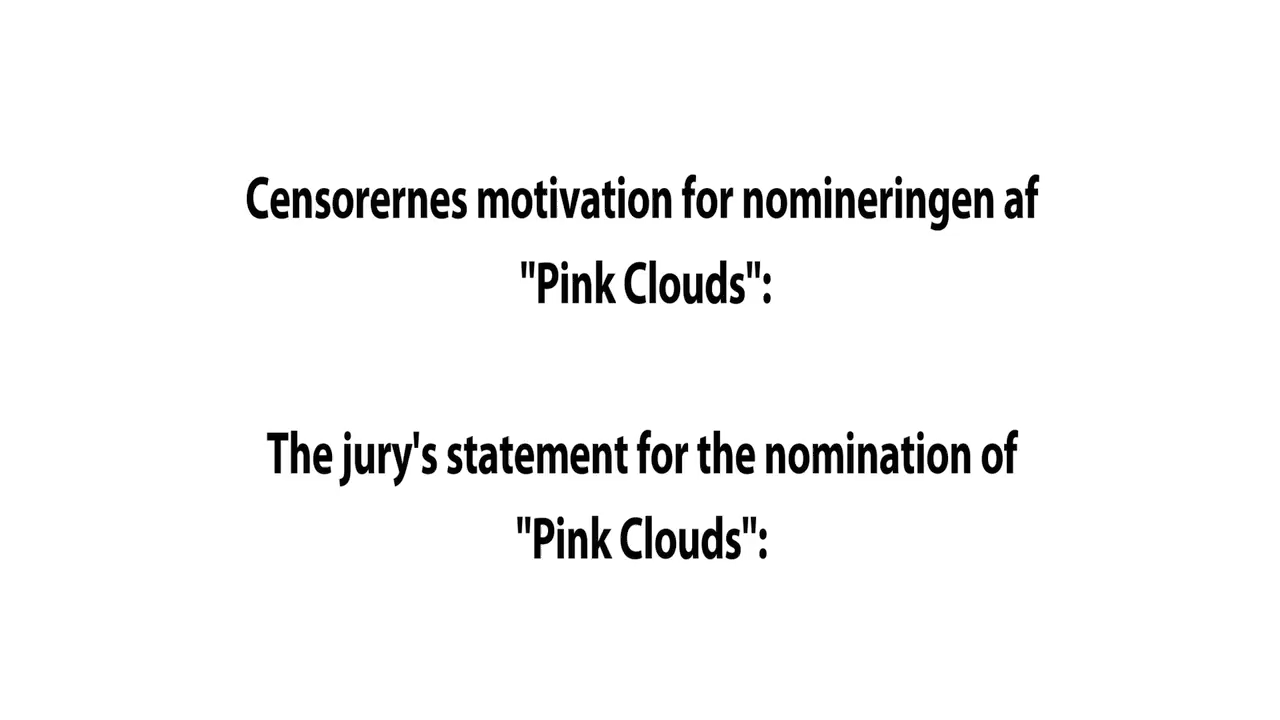 Censorernes motivation for nomineringen af
"Pink Clouds":
The jury's statement for the nomination of
"Pink Clouds":